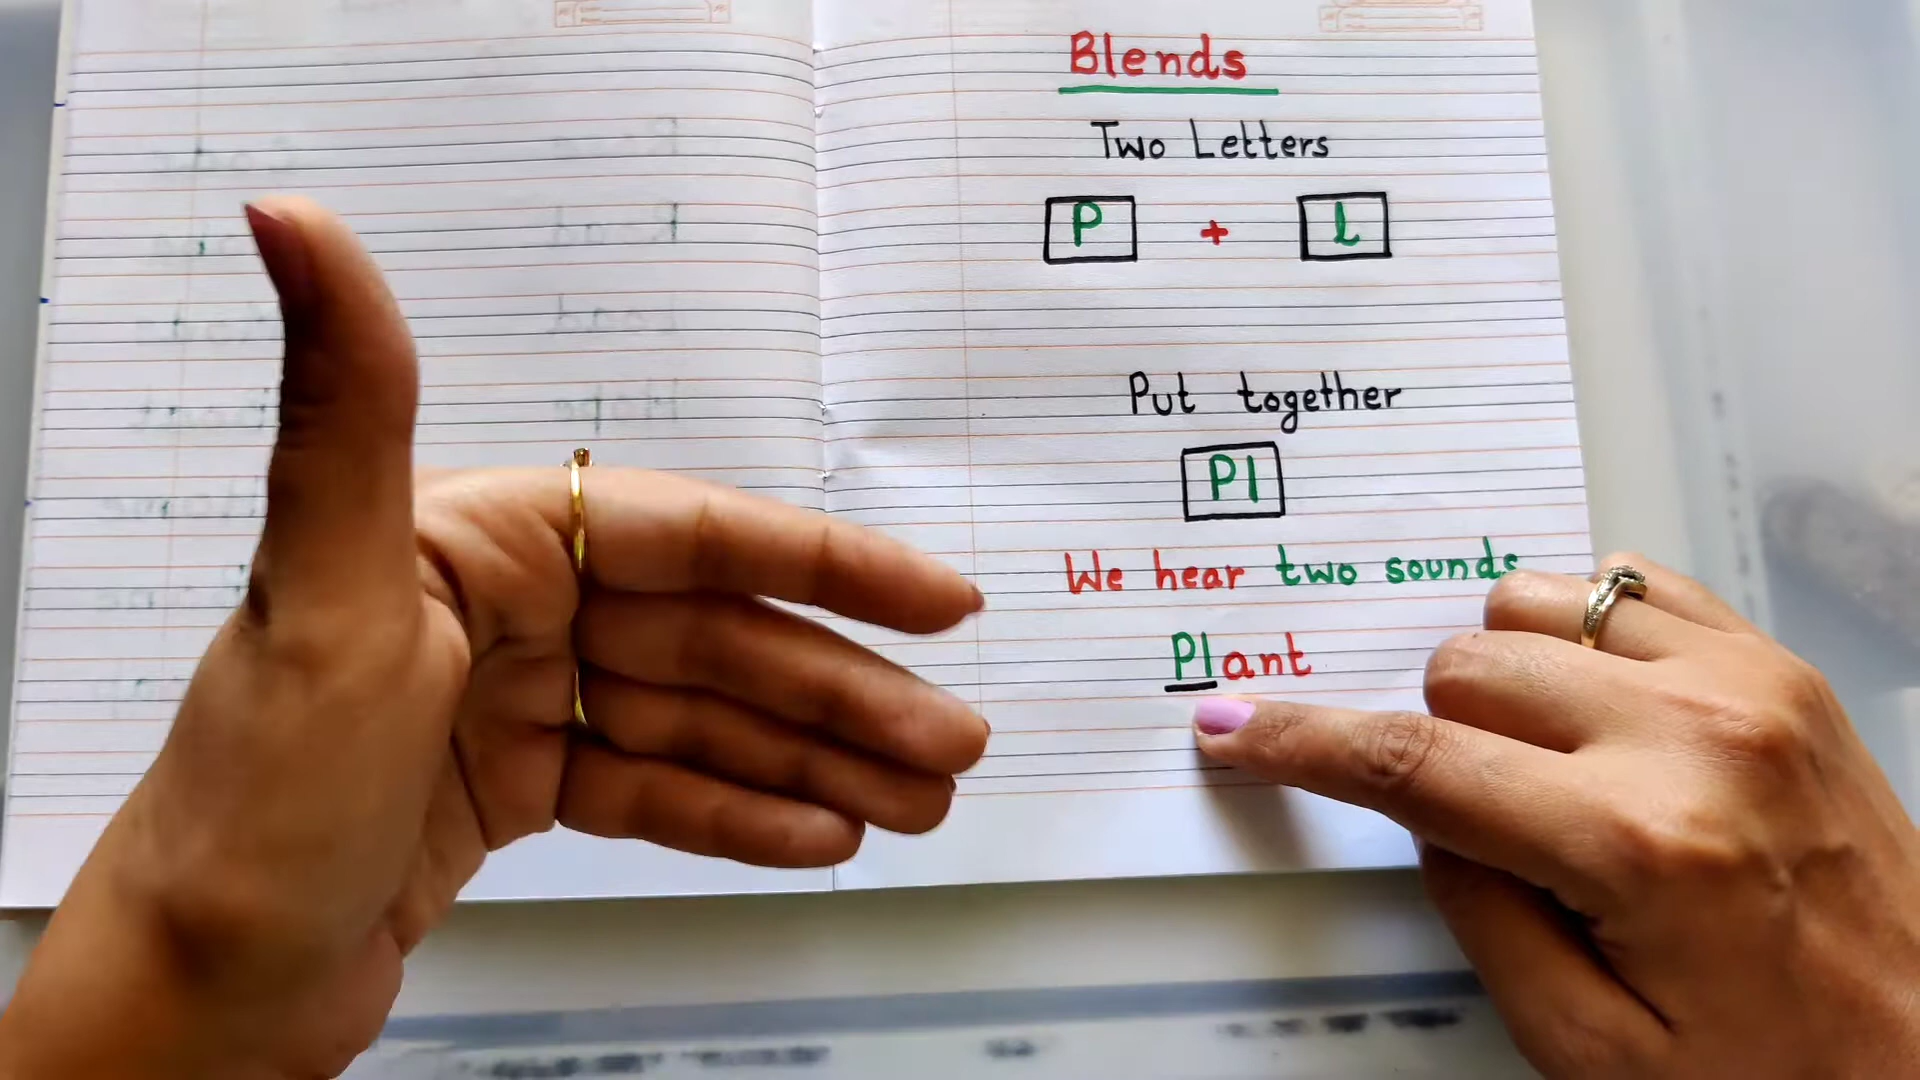 Blends
Two Letters
P + l
Put together
Pl
We hear two sounds
Plant